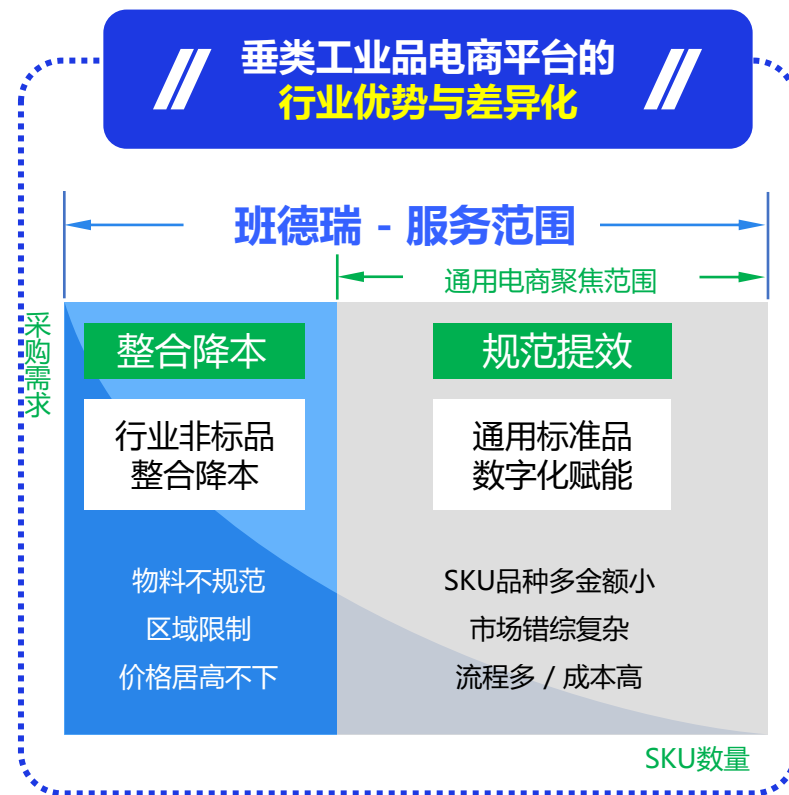 垂类工业品电商平台的
行业优势与差异化
班德瑞 - 服务范围
通用电商聚焦范围
采购需求
整合降本
规范提效
行业非标品
整合降本
通用标准品
数字化赋能
物料不规范
区域限制
价格居高不下
SKU品种多金额小
市场错综复杂
流程多 / 成本高
SKU数量